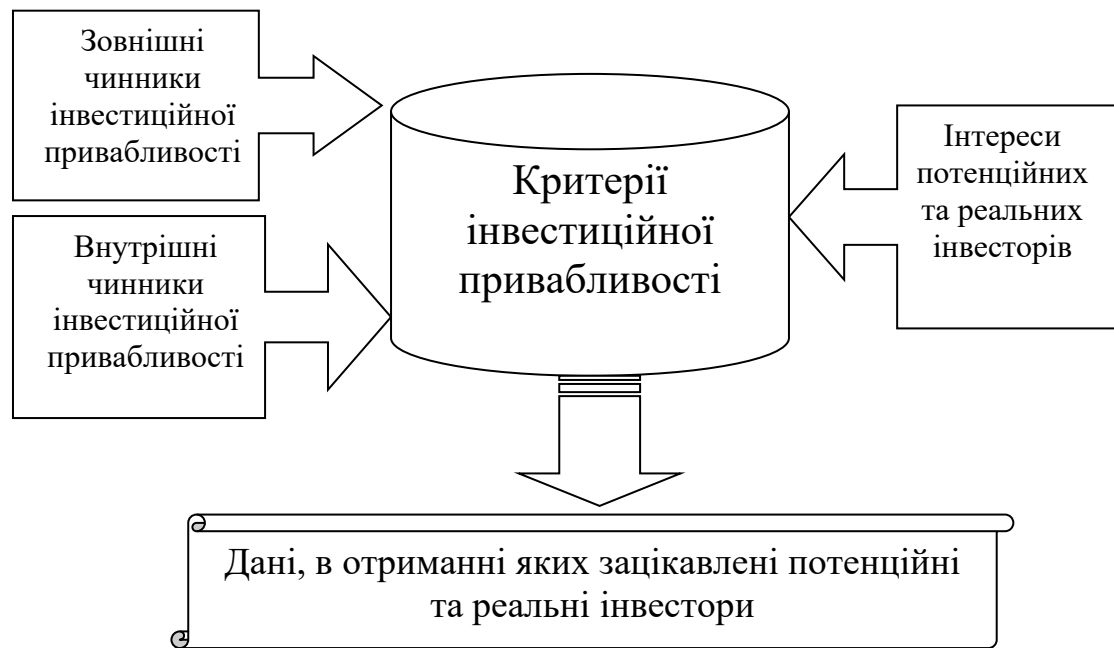 Зовнішні
чинники
інвестиційної
привабливості
Внутрішні
чинники
інвестиційної
привабливості
Критерії
інвестиційної
привабливості
Інтереси
потенційних
та реальних
інвесторів
Дані, в отриманні яких зацікавлені потенційні
та реальні інвестори